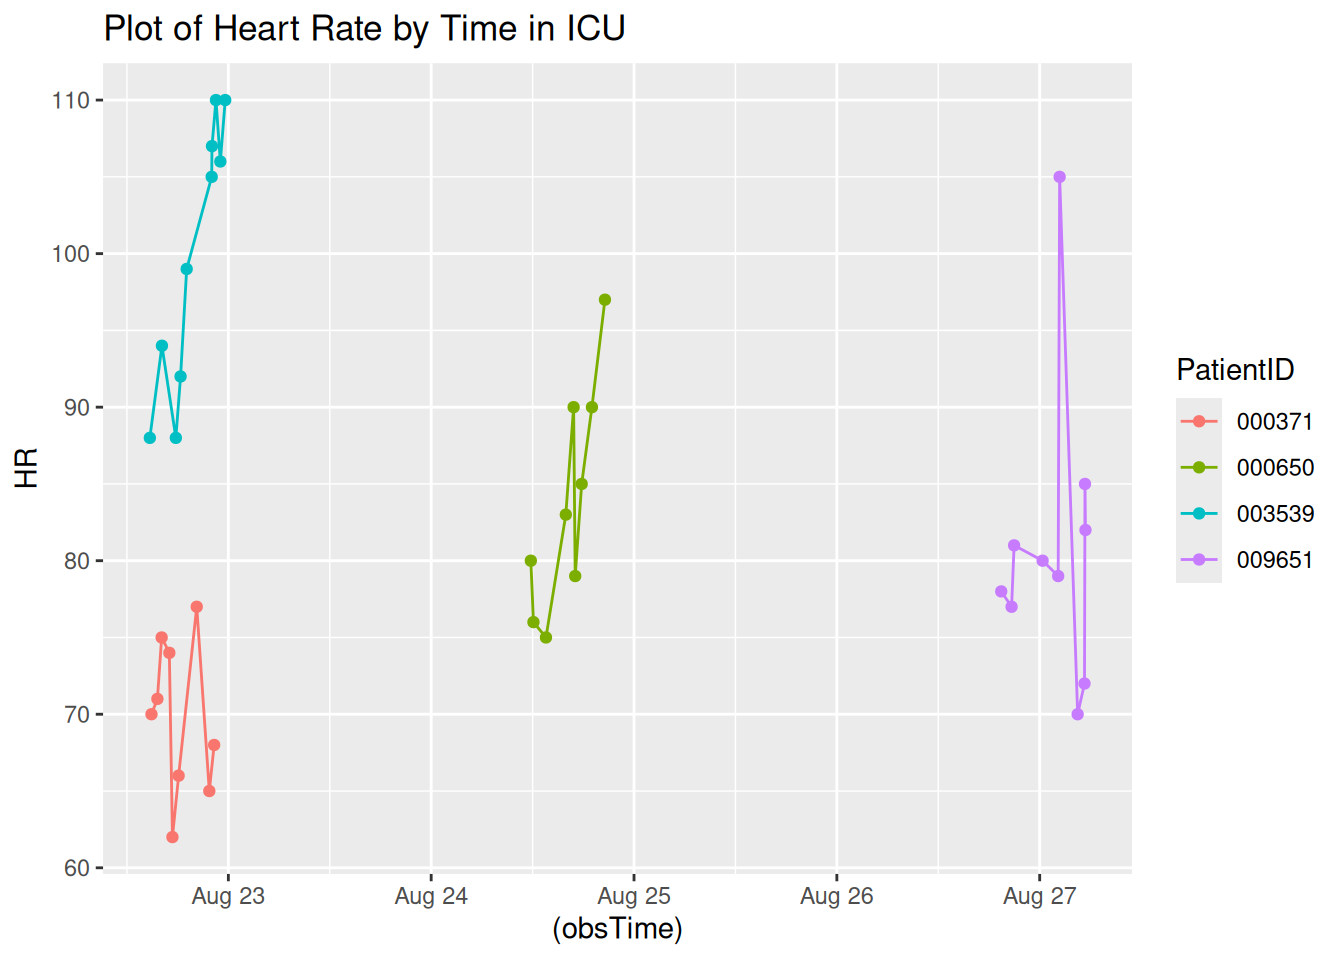 Plot of Heart Rate by Time in ICU
110
100
90
80
70
60
HR
Aug 23 Aug 24 Aug 25 Aug 26 Aug 27
(obsTime)
PatientID
000371
000650
003539
009651